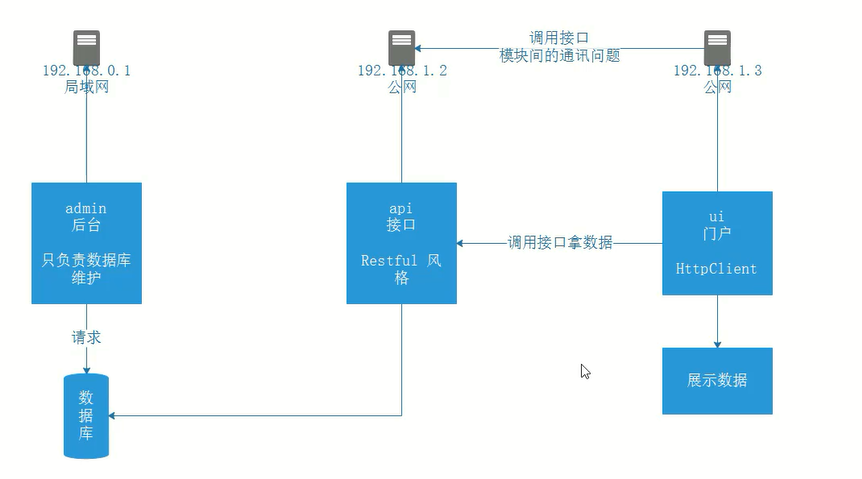 调用接口
模块间的通讯问题
192.168.0.1
局域网
192.168.1.2
公网
192.168.1.3
公网
admin
后台
只负责数据库
维护
api
接口
Restful 风
格
调用接口拿数据
ui
门户
HttpClient
请求
展示数据
数
据
库